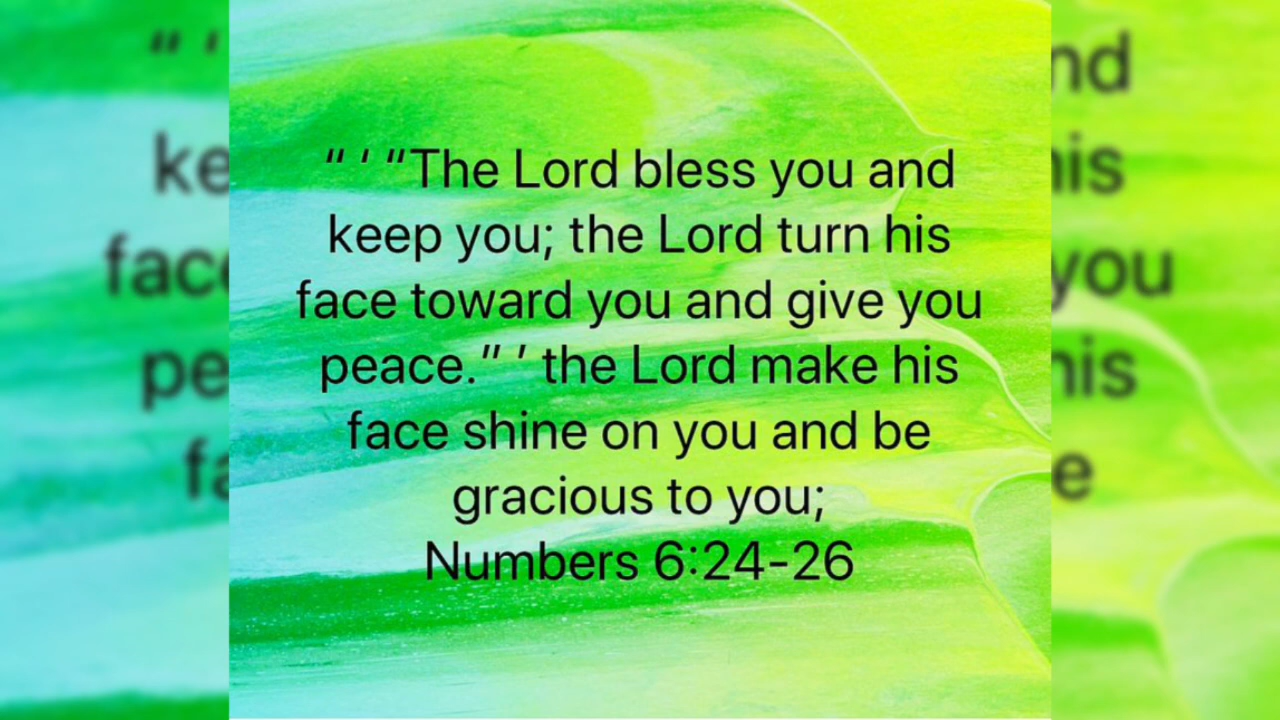 “ ‘ “The Lord bless you and
keep you; the Lord turn his
face toward you and give you
peace.” ’ the Lord make his
face shine on you and be
gracious to you;
Numbers 6:24-26